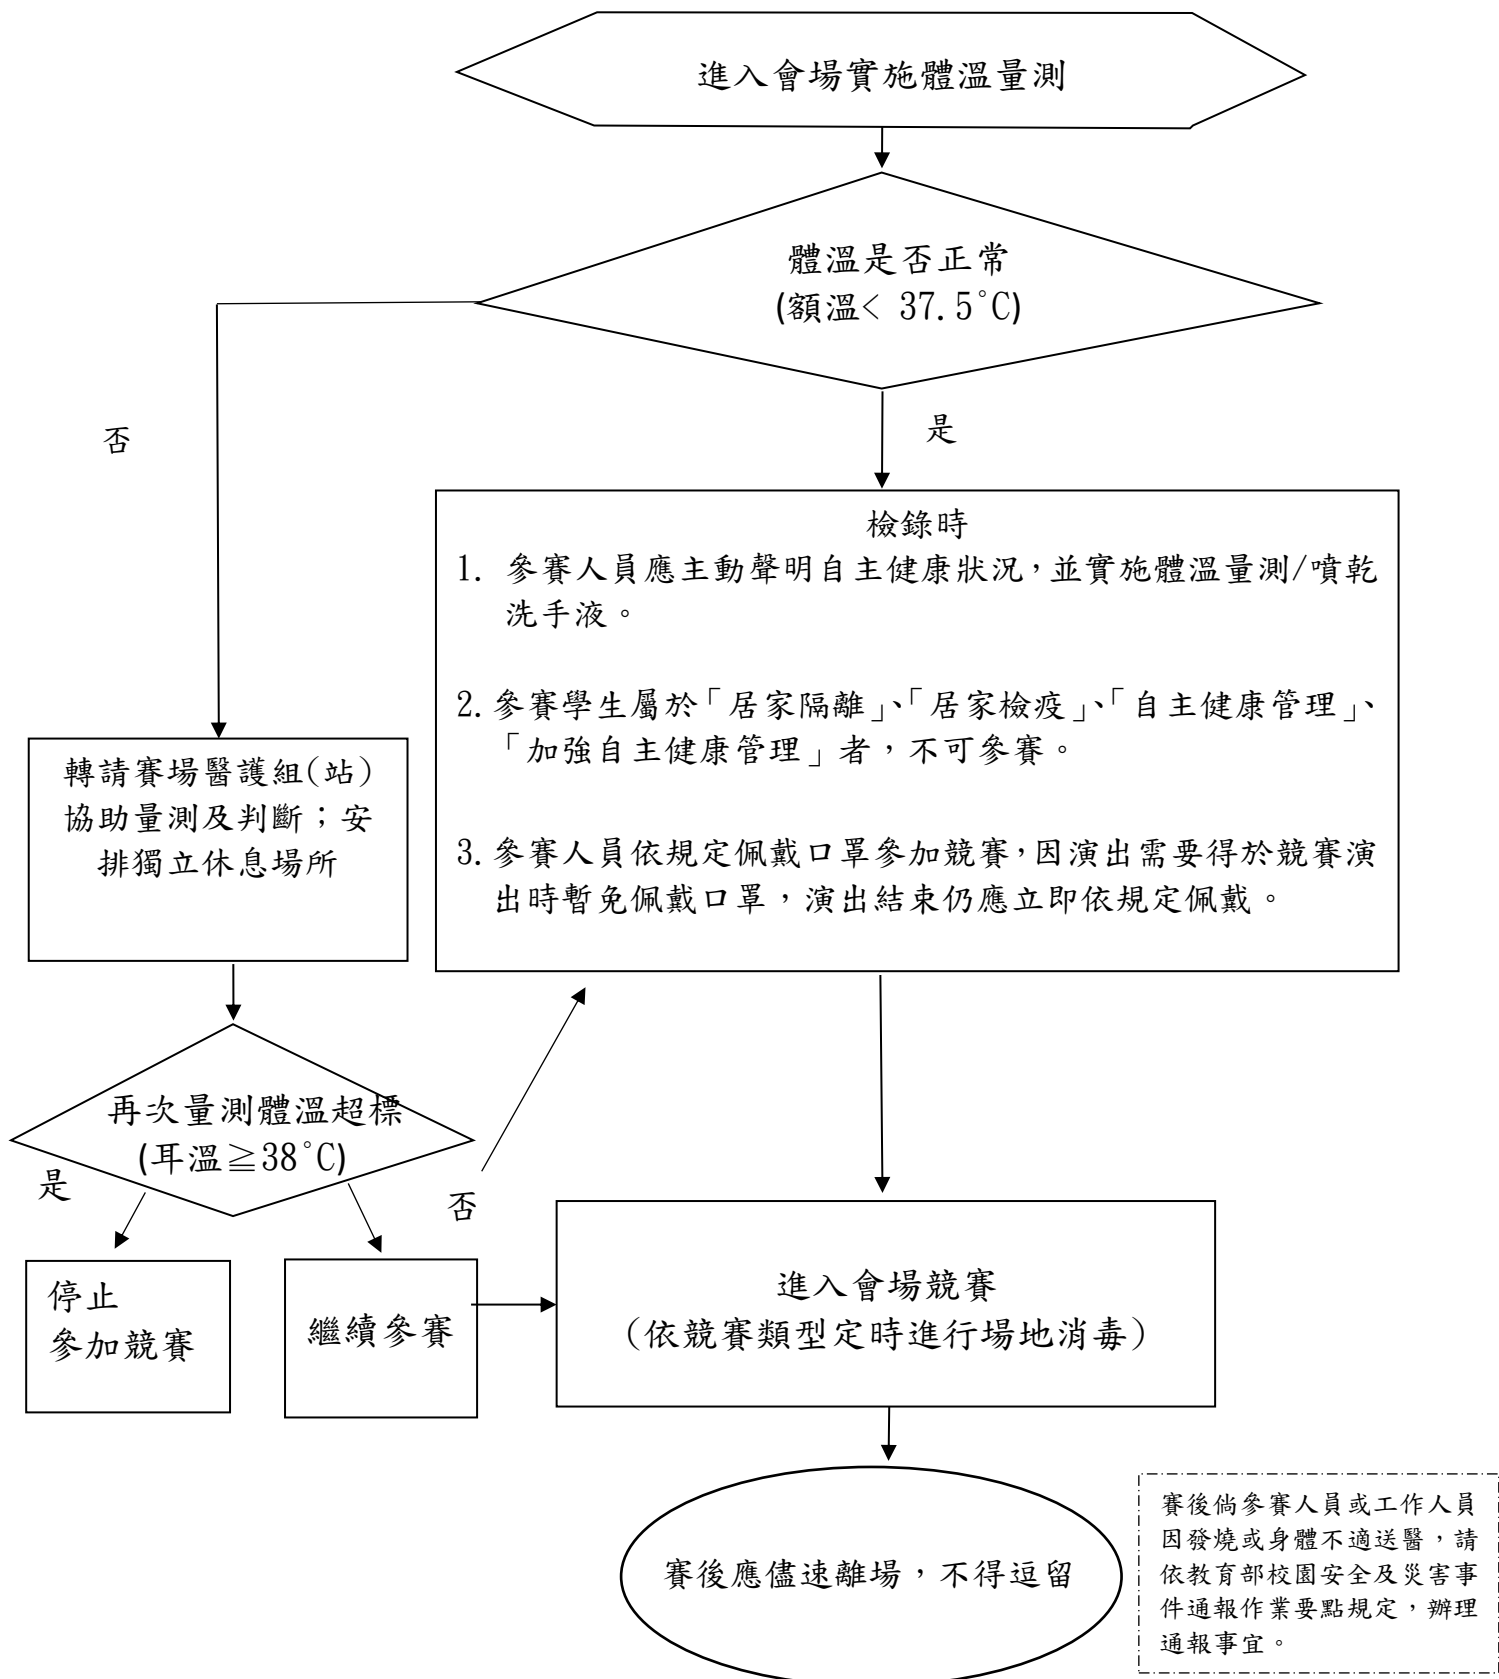 進入會場實施體溫量測
體溫是否正常
(額溫< 37.5°C)
否
是
檢錄時
1. 參賽人員應主動聲明自主健康狀況，並實施體溫量測/噴乾
洗手液。
2. 參賽學生屬於「居家隔離」、「居家檢疫」、「自主健康管理」、
「加強自主健康管理」者，不可參賽。
3. 參賽人員依規定佩戴口罩參加競賽，因演出需要得於競賽演
出時暫免佩戴口罩，演出結束仍應立即依規定佩戴。
轉請賽場醫護組(站)
協助量測及判斷；安
排獨立休息場所
再次量測體溫超標
(耳溫≧38°C)
是
否
停止
參加競賽
繼續參賽
進入會場競賽
（依競賽類型定時進行場地消毒）
賽後應儘速離場，不得逗留
賽後倘參賽人員或工作人員
因發燒或身體不適送醫，請
依教育部校園安全及災害事
件通報作業要點規定，辦理
通報事宜。